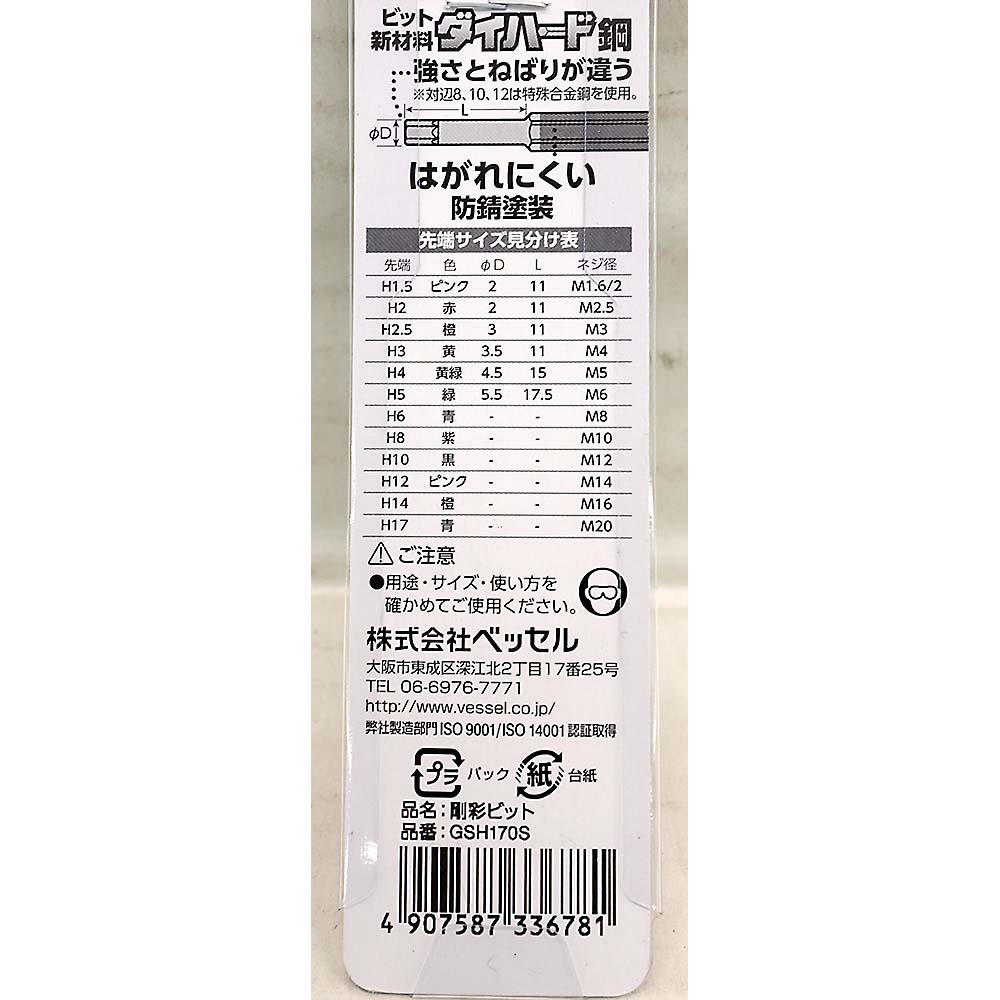 ビット
新材料 ダイハード鋼
強さとねばりが違う
※対辺8、10、12は特殊合金鋼を使用。
L
φD
はがれにくい
防錆塗装
先端サイズ見分け表
先端 色 φD L ネジ径
H1.5 ピンク 2 11 M1.6/2
H2 赤 2 11 M2.5
H2.5 橙 3 11 M3
H3 黄 3.5 11 M4
H4 黄緑 4.5 15 M5
H5 緑 5.5 17.5 M6
H6 青 - - M8
H8 紫 - - M10
H10 黒 - - M12
H12 ピンク - - M14
H14 橙 - - M16
H17 青 - - M20
ご注意
●用途・サイズ・使い方を
確かめてご使用ください。
株式会社ベッセル
大阪市東成区深江北2丁目17番25号
TEL 06-6976-7771
http://www.vessel.co.jp/
弊社製造部門 ISO 9001/ISO 14001 認証取得
プラ パック 紙 台紙
品名：剛彩ビット
品番：GSH170S
4 907587 336781